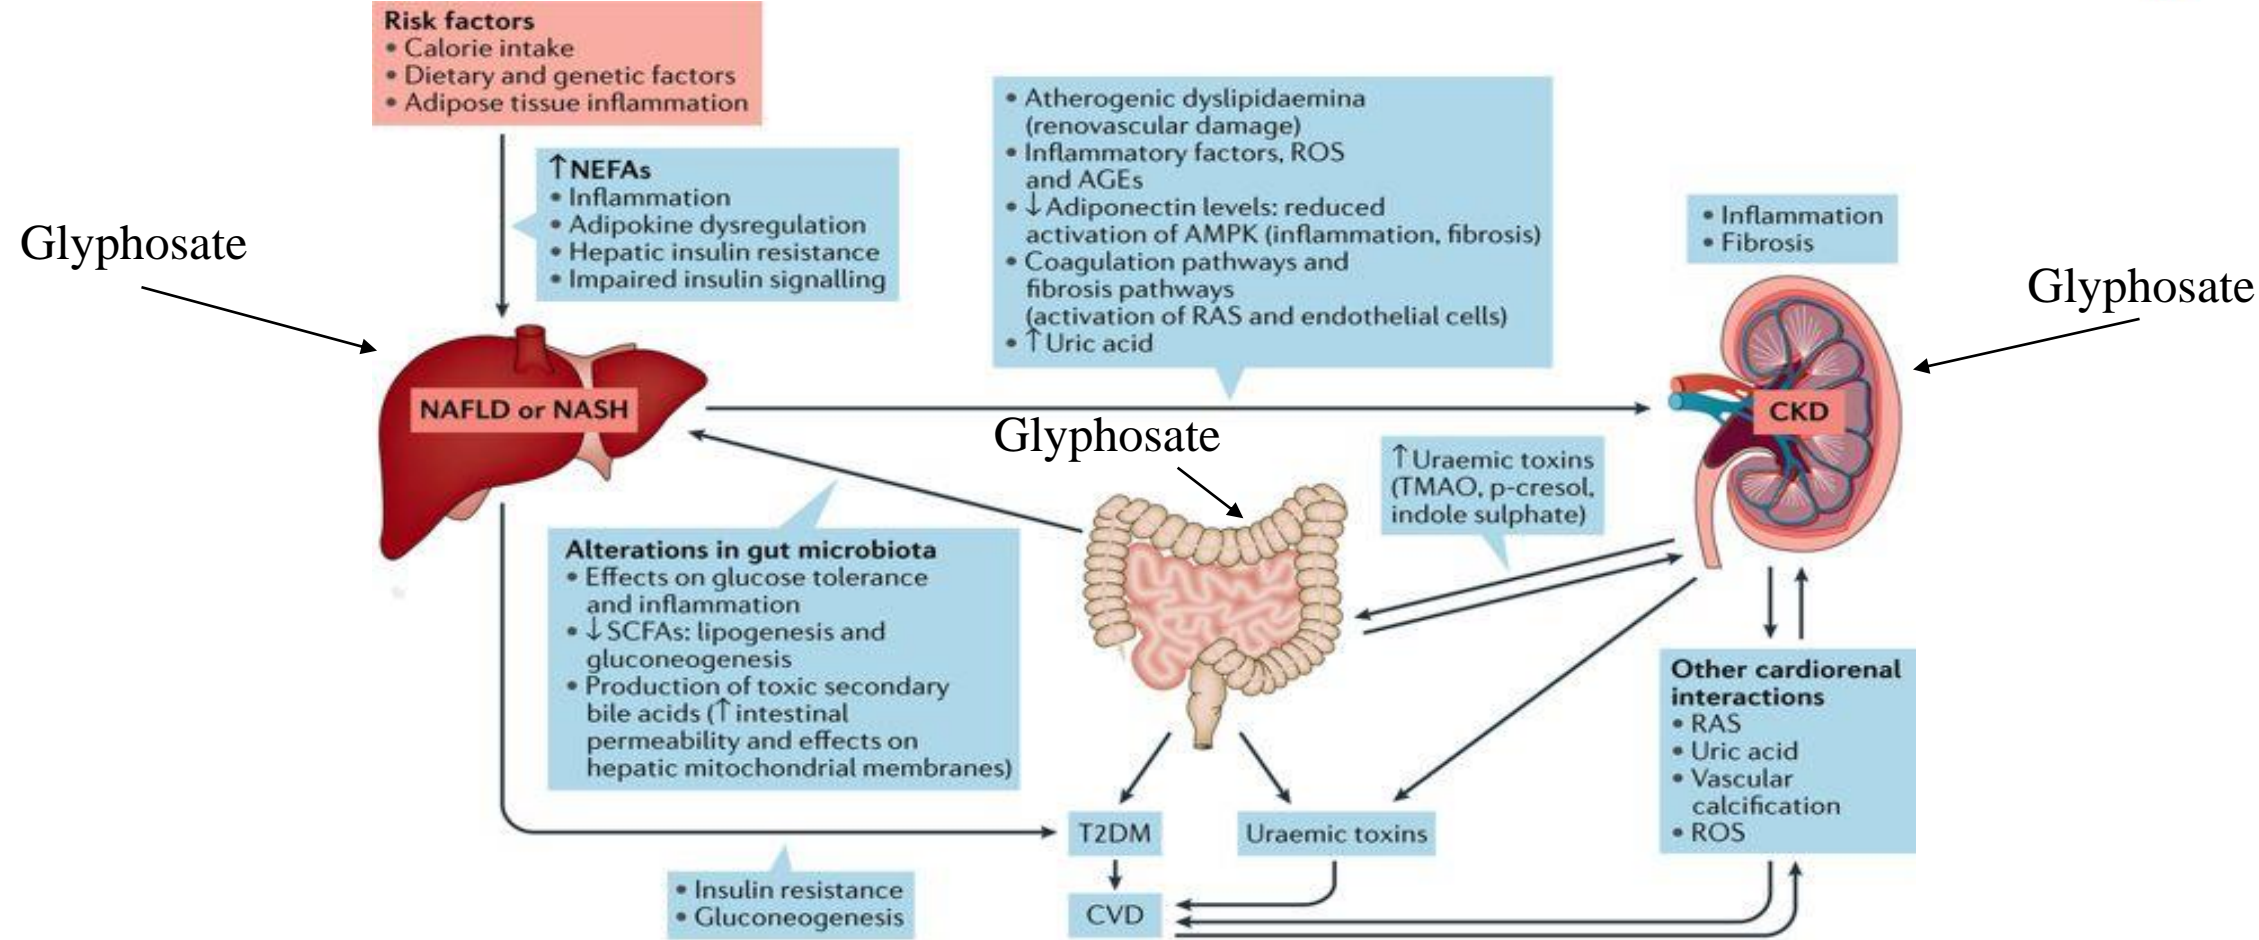 Risk factors
• Calorie intake
• Dietary and genetic factors
• Adipose tissue inflammation
↑NEFAs
• Inflammation
• Adipokine dysregulation
• Hepatic insulin resistance
• Impaired insulin signalling
Glyphosate
NAFLD or NASH
• Atherogenic dyslipidaemina
(renovascular damage)
• Inflammatory factors, ROS
and AGEs
• ↓Adiponectin levels: reduced
activation of AMPK (inflammation, fibrosis)
• Coagulation pathways and
fibrosis pathways
(activation of RAS and endothelial cells)
• ↑Uric acid
• Inflammation
• Fibrosis
Glyphosate
CKD
Glyphosate
↑Uraemic toxins
(TMAO, p-cresol,
indole sulphate)
Alterations in gut microbiota
• Effects on glucose tolerance
and inflammation
• ↓SCFAs: lipogenesis and
gluconeogenesis
• Production of toxic secondary
bile acids (↑intestinal
permeability and effects on
hepatic mitochondrial membranes)
Other cardiorenal
interactions
• RAS
• Uric acid
• Vascular
calcification
• ROS
T2DM
Uraemic toxins
• Insulin resistance
• Gluconeogenesis
CVD